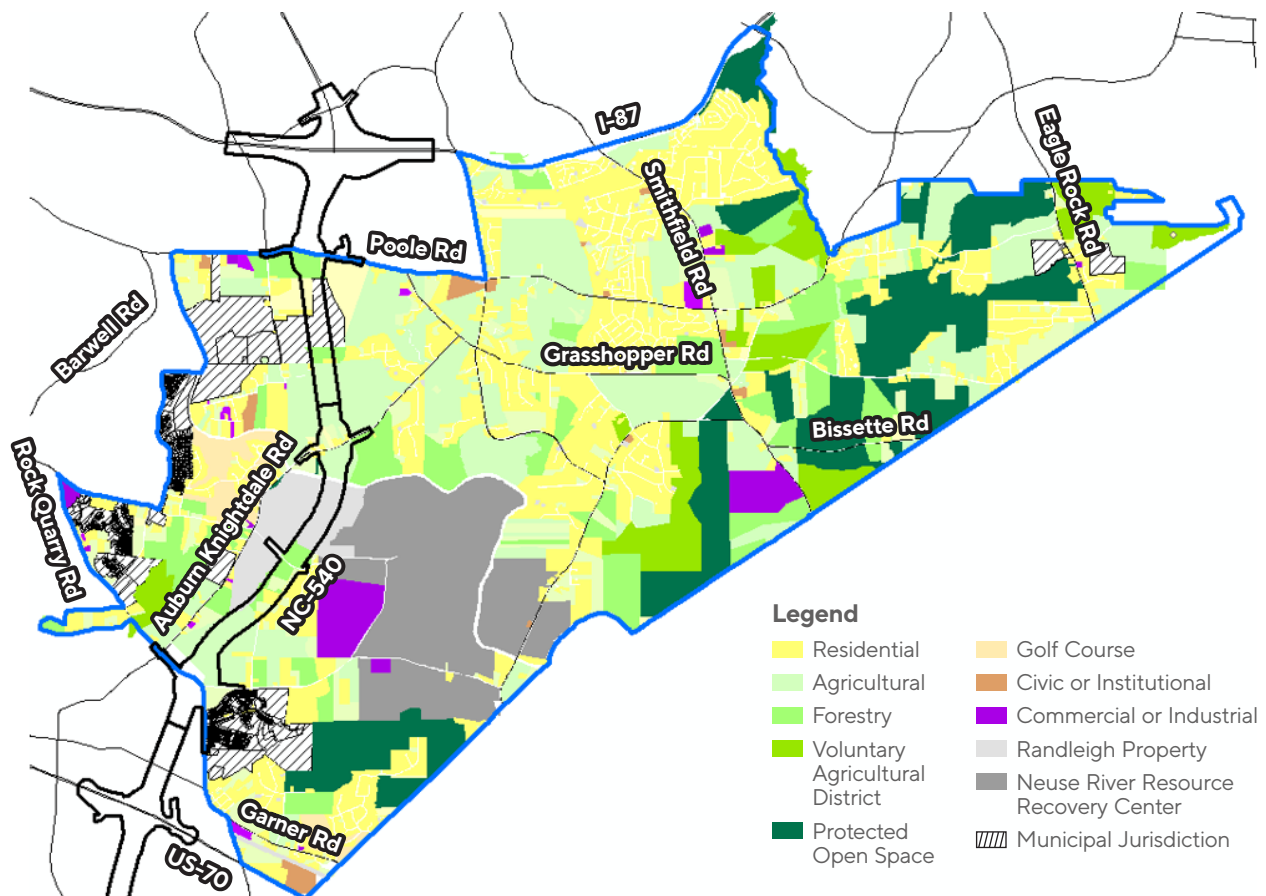 I-87
Eagle Rock Rd
Smithfield Rd
Poole Rd
Barwell Rd
Grasshopper Rd
Bissette Rd
Rock Quarry Rd
Auburn Knightdale Rd
NC-540
Garner Rd
US-70
Legend
Residential
Agricultural
Forestry
Voluntary
Agricultural
District
Protected
Open Space
Golf Course
Civic or Institutional
Commercial or Industrial
Randleigh Property
Neuse River Resource
Recovery Center
Municipal Jurisdiction